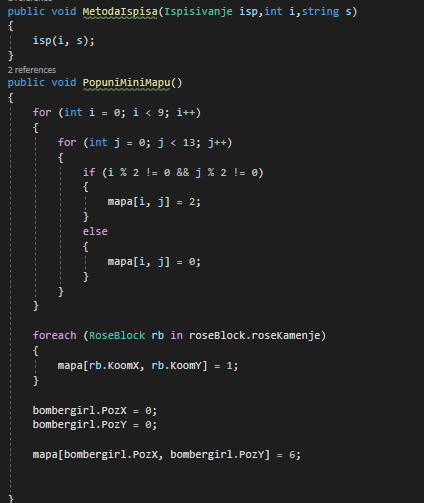 public void MetodaIspisa(Ispisivanje isp,int i,string s)
{
isp(i, s);
}
2 references
public void PopuniMiniMapu()
{
for (int i = 0; i < 9; i++)
{
for (int j = 0; j < 13; j++)
{
if (i % 2 != 0 && j % 2 != 0)
{
mapa[i, j] = 2;
}
else
{
mapa[i, j] = 0;
}
}
}
foreach (RoseBlock rb in roseBlock.roseKamenje)
{
mapa[rb.KoomX, rb.KoomY] = 1;
}
bombergirl.PozX = 0;
bombergirl.PozY = 0;
mapa[bombergirl.PozX, bombergirl.PozY] = 6;
}